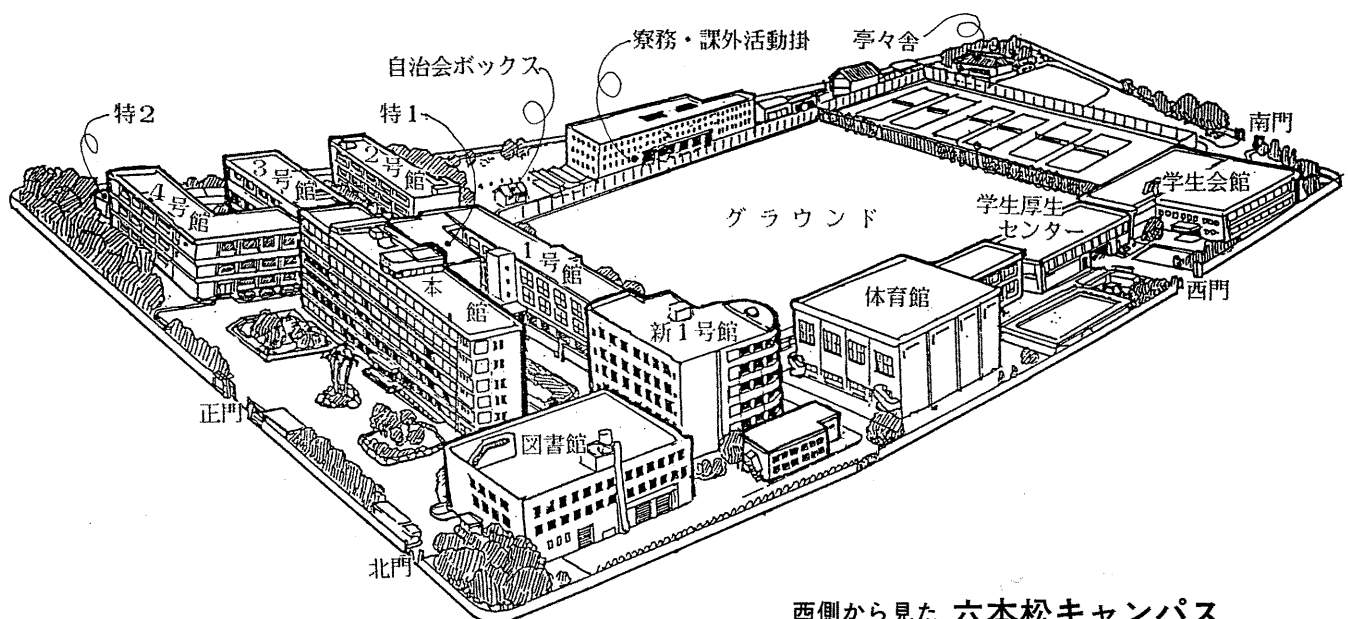 寮務・課外活動掛
亭々舎
自治会ボックス
特2
特1
南門
2号館
3号館
4号館
学生会館
学生厚生
センター
グラウンド
1号館
本館
体育館
西門
新1号館
正門
図書館
北門
西側から見た 六本松キャンパス